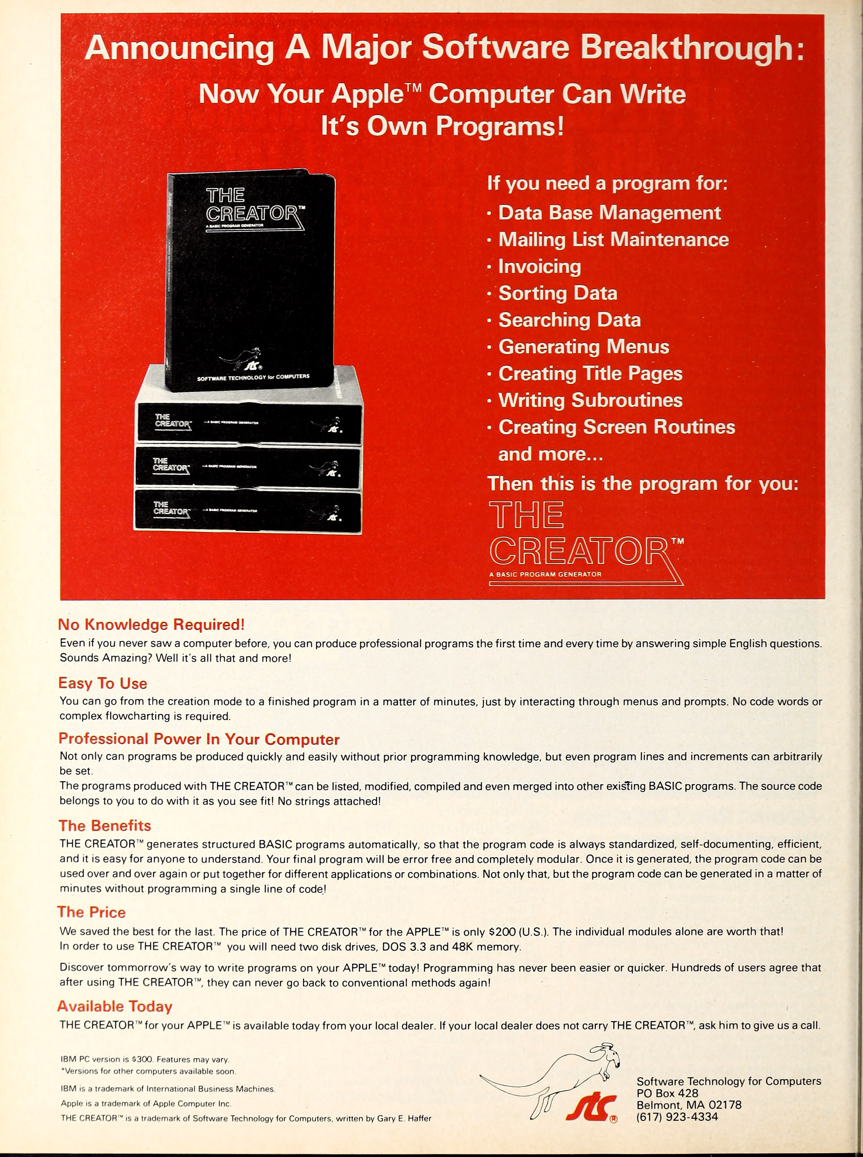 Announcing A Major Software Breakthrough:
Now Your Apple™ Computer Can Write
It's Own Programs!
THE
CREATOR™
A BASIC PROGRAM GENERATOR
STC®
SOFTWARE TECHNOLOGY for COMPUTERS
THE
CREATOR™
—A BASIC PROGRAM GENERATOR
STC®
THE
CREATOR™
—A BASIC PROGRAM GENERATOR
STC®
THE
CREATOR™
—A BASIC PROGRAM GENERATOR
STC®
If you need a program for:
· Data Base Management
· Mailing List Maintenance
· Invoicing
· Sorting Data
· Searching Data
· Generating Menus
· Creating Title Pages
· Writing Subroutines
· Creating Screen Routines
and more...
Then this is the program for you:
THE
CREATOR™
A BASIC PROGRAM GENERATOR
No Knowledge Required!
Even if you never saw a computer before, you can produce professional programs the first time and every time by answering simple English questions.
Sounds Amazing? Well it's all that and more!
Easy To Use
You can go from the creation mode to a finished program in a matter of minutes, just by interacting through menus and prompts. No code words or
complex flowcharting is required.
Professional Power In Your Computer
Not only can programs be produced quickly and easily without prior programming knowledge, but even program lines and increments can arbitrarily
be set.
The programs produced with THE CREATOR™ can be listed, modified, compiled and even merged into other existing BASIC programs. The source code
belongs to you to do with it as you see fit! No strings attached!
The Benefits
THE CREATOR™ generates structured BASIC programs automatically, so that the program code is always standardized, self-documenting, efficient,
and it is easy for anyone to understand. Your final program will be error free and completely modular. Once it is generated, the program code can be
used over and over again or put together for different applications or combinations. Not only that, but the program code can be generated in a matter of
minutes without programming a single line of code!
The Price
We saved the best for the last. The price of THE CREATOR™ for the APPLE™ is only $200 (U.S.). The individual modules alone are worth that!
In order to use THE CREATOR™ you will need two disk drives, DOS 3.3 and 48K memory.
Discover tommorrow's way to write programs on your APPLE™ today! Programming has never been easier or quicker. Hundreds of users agree that
after using THE CREATOR™, they can never go back to conventional methods again!
Available Today
THE CREATOR™ for your APPLE™ is available today from your local dealer. If your local dealer does not carry THE CREATOR™, ask him to give us a call.
IBM PC version is $300. Features may vary.
*Versions for other computers available soon.
IBM is a trademark of International Business Machines.
Apple is a trademark of Apple Computer Inc.
THE CREATOR™ is a trademark of Software Technology for Computers, written by Gary E. Haffer
STC®
Software Technology for Computers
PO Box 428
Belmont, MA 02178
(617) 923-4334